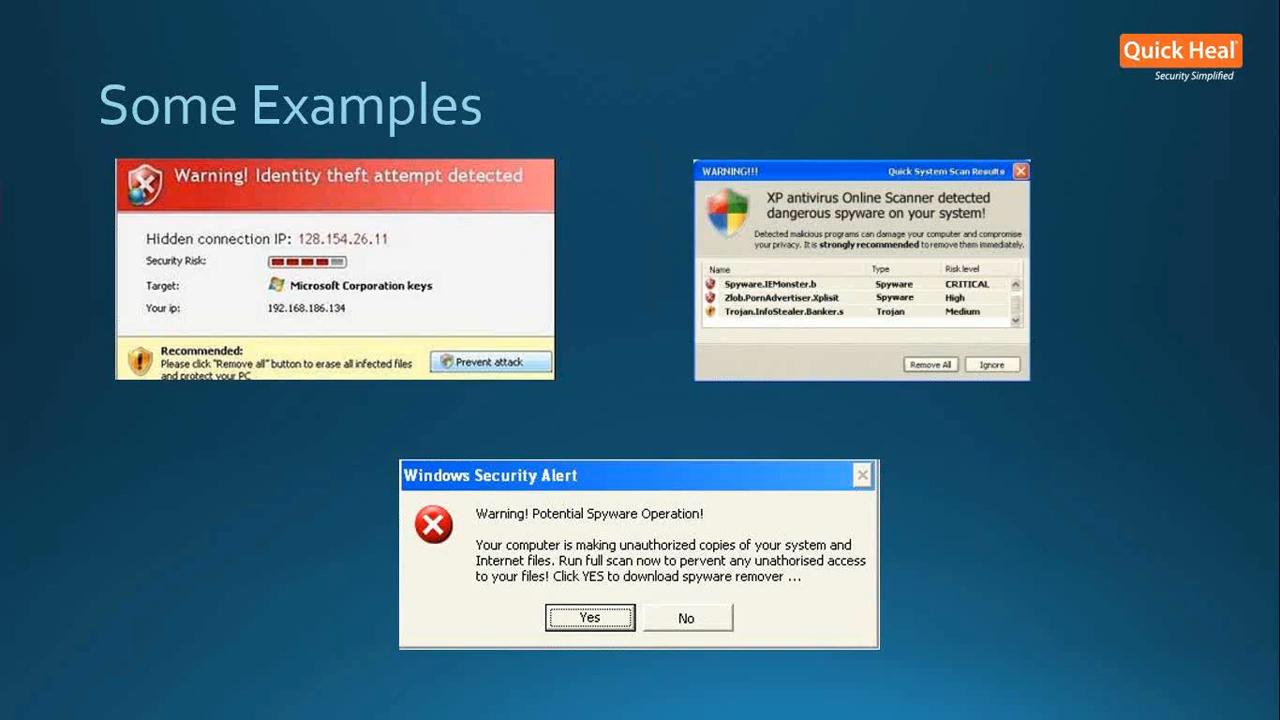 Quick Heal
Security Simplified
Some Examples
Warning! Identity theft attempt detected
Hidden connection IP: 128.154.26.11
Security Risk:
Target: Microsoft Corporation keys
Your ip: 192.168.186.134
Recommended:
Please click "Remove all" button to erase all infected files
and protect your PC
Prevent attack
WARNING!!! Quick System Scan Results
XP antivirus Online Scanner detected
dangerous spyware on your system!
Detected malicious programs can damage your computer and compromise
your privacy. It is strongly recommended to remove them immediately.
Name Type Risk level
Spyware.IEMonster.b Spyware CRITICAL
Zlob.PornAdvertiser.Xplisit Spyware High
Trojan.InfoStealer.Banker.s Trojan Medium
Remove All Ignore
Windows Security Alert
Warning! Potential Spyware Operation!
Your computer is making unauthorized copies of your system and
Internet files. Run full scan now to pervent any unathorised access
to your files! Click YES to download spyware remover ...
Yes No